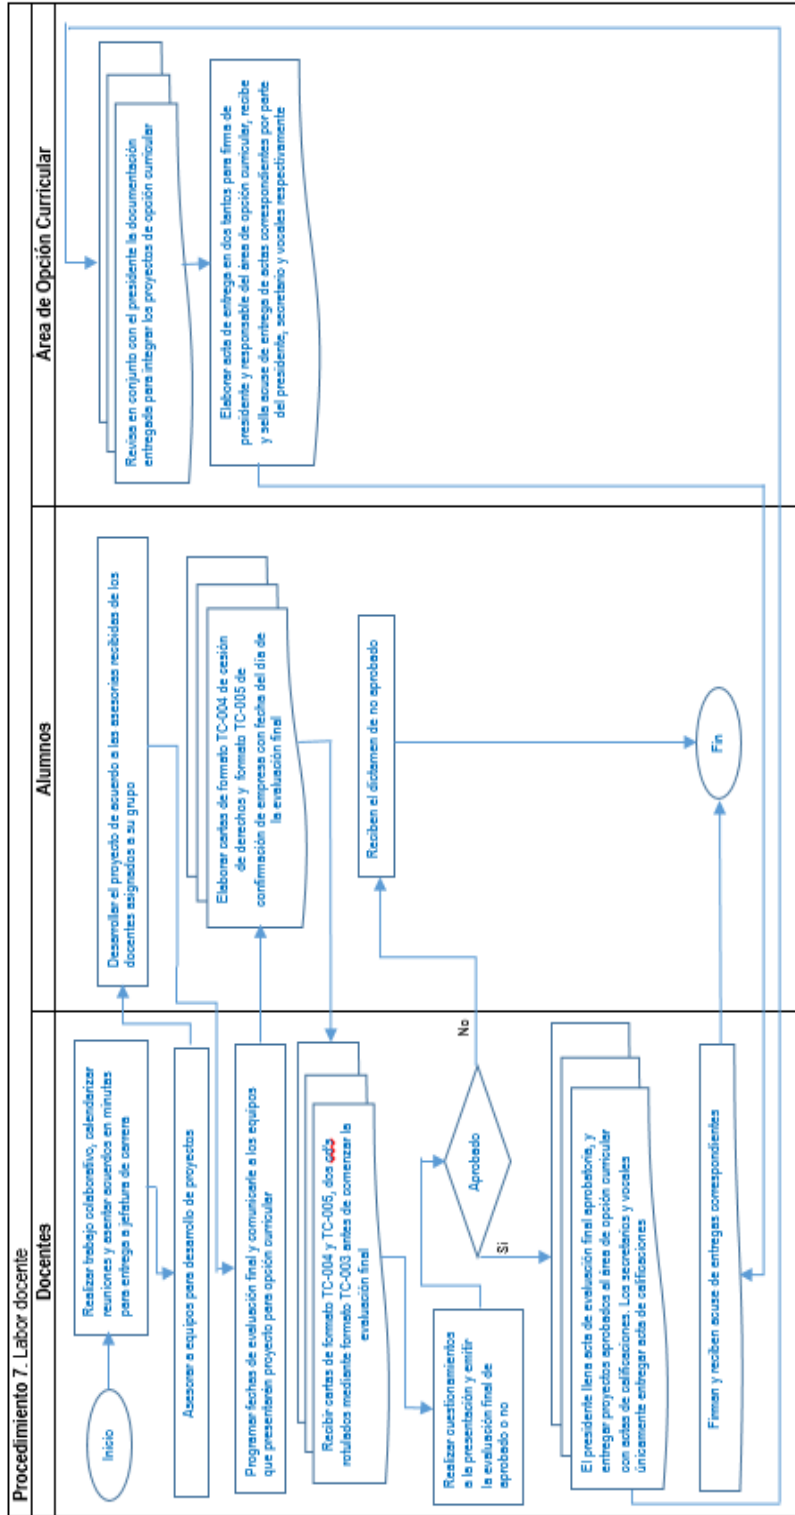 Procedimiento 7. Labor docente
Docentes
Alumnos
Área de Opción Curricular
Inicio
Realizar trabajo colaborativo, calendarizar
reuniones y asentar acuerdos en minutas
para entrega a jefatura de carrera
Asesorar a equipos para desarrollo de proyectos
Desarrollar el proyecto de acuerdo a las asesorías recibidas de los
docentes asignados a su grupo
Programar fechas de evaluación final y comunicarle a los equipos
que presentarán proyecto para opción curricular
Elaborar cartas de formato TC-004 de cesión
de derechos y formato TC-005 de
confirmación de empresa con fecha del día de
la evaluación final
Recibir cartas de formato TC-004 y TC-005, dos cd's
rotulados mediante formato TC-003 antes de comenzar la
evaluación final
Realizar cuestionamientos
a la presentación y emitir
la evaluación final de
aprobado o no
Aprobado
No
Si
Reciben el dictamen de no aprobado
El presidente llena acta de evaluación final aprobatoria, y
entregar proyectos aprobados al área de opción curricular
con actas de calificaciones. Los secretarios y vocales
únicamente entregar acta de calificaciones
Revisa en conjunto con el presidente la documentación
entregada para integrar los proyectos de opción curricular
Elaborar acta de entrega en dos tantos para firma de
presidente y responsable del área de opción curricular, recibe
y sella acuse de entrega de actas correspondientes por parte
del presidente, secretario y vocales respectivamente
Firman y reciben acuse de entregas correspondientes
Fin